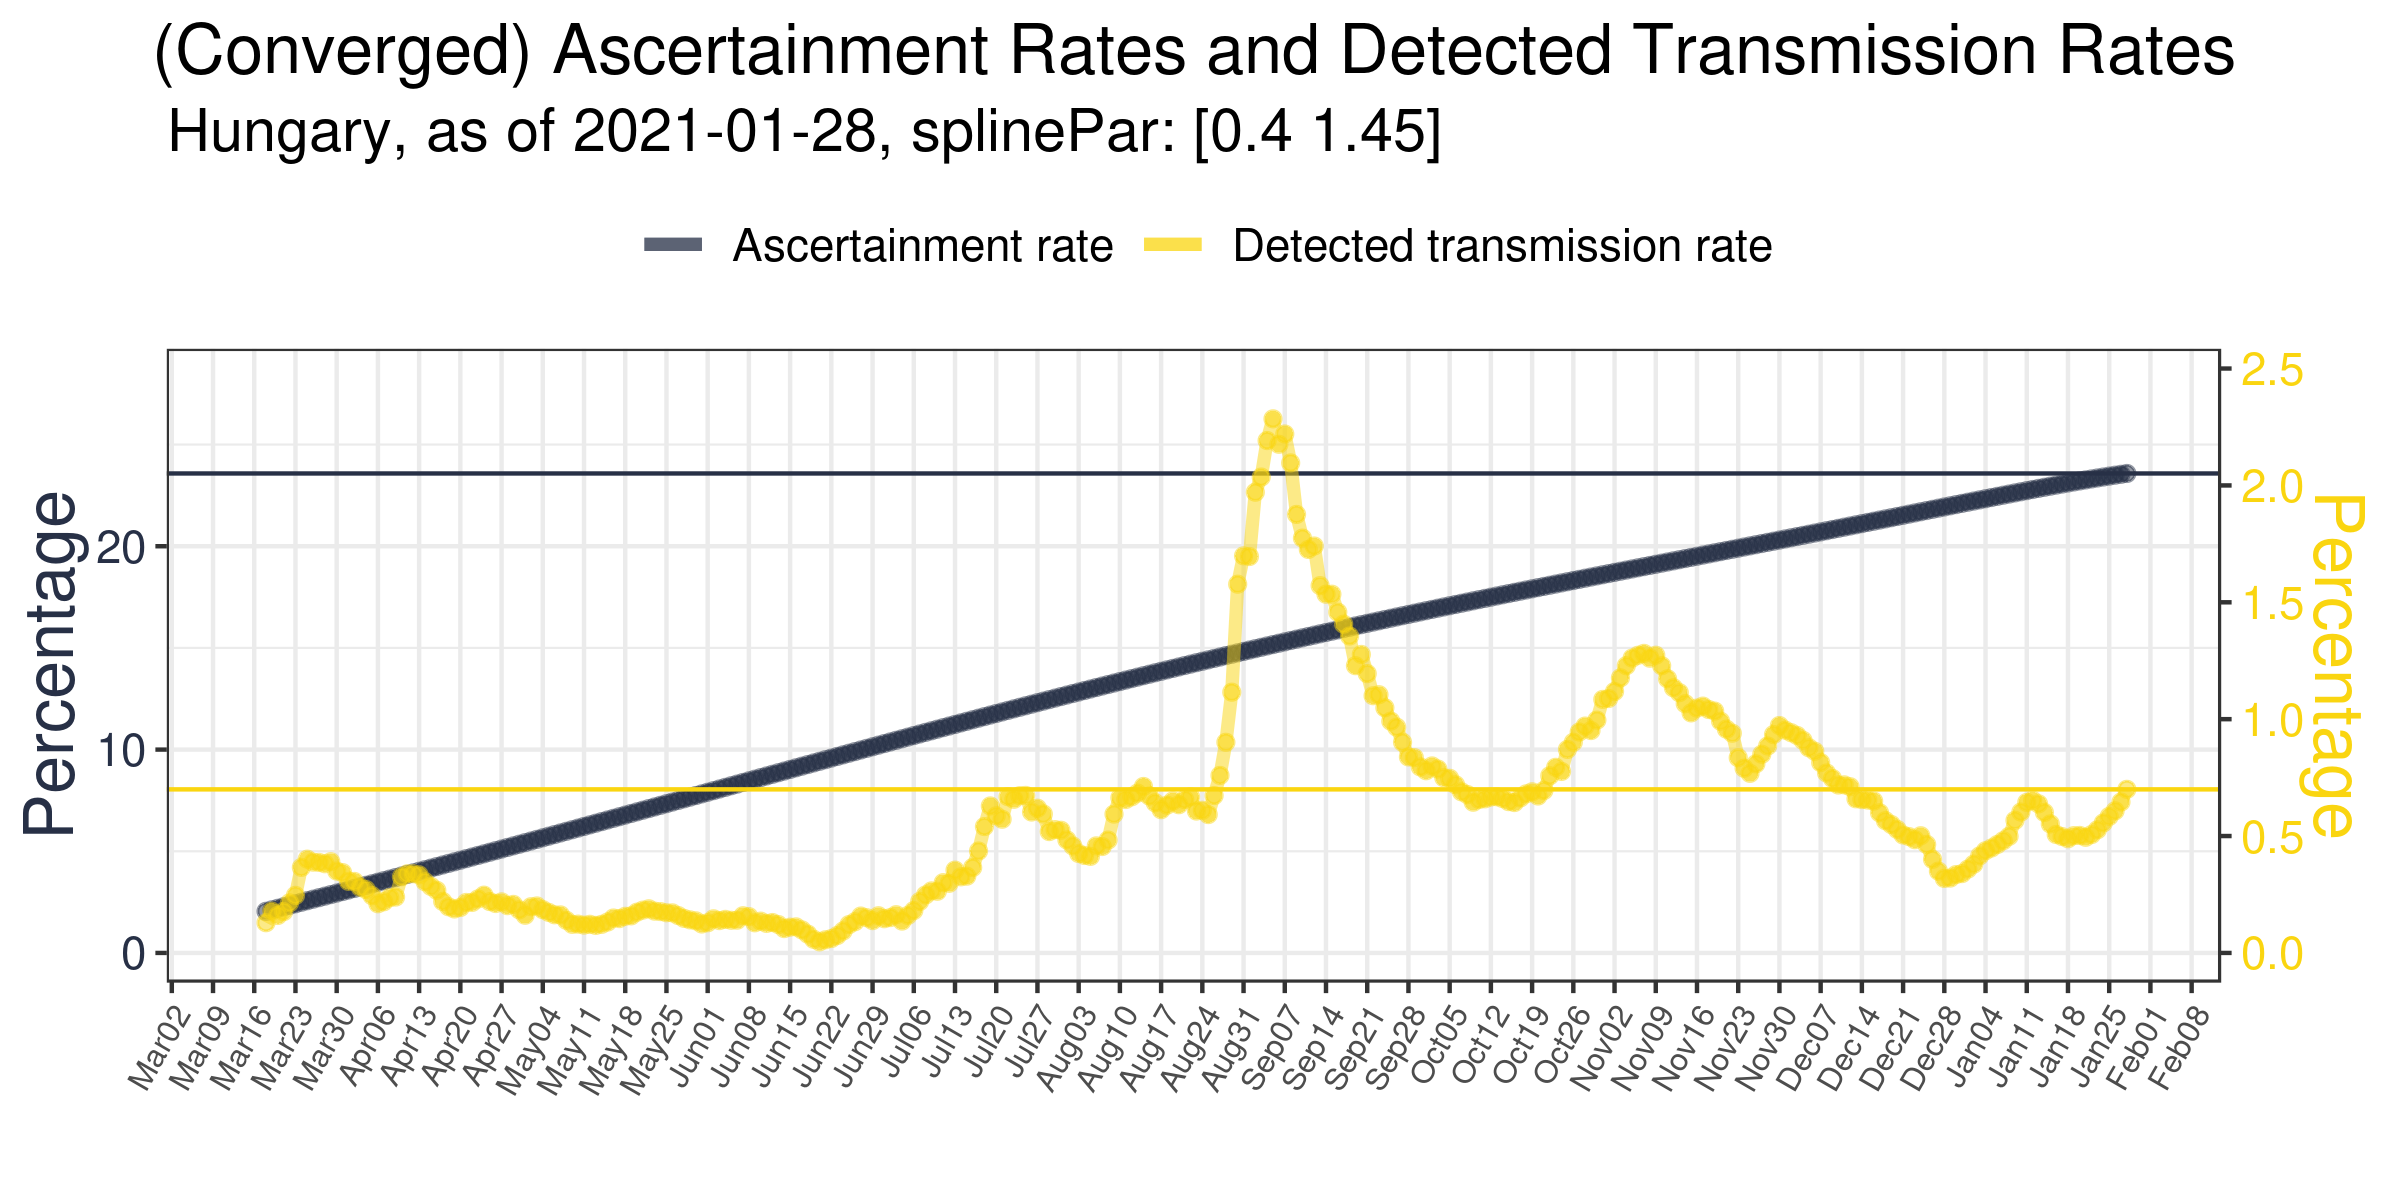 (Converged) Ascertainment Rates and Detected Transmission Rates
Hungary, as of 2021-01-28, splinePar: [0.4 1.45]
Ascertainment rate
Detected transmission rate
Percentage
20
10
0
2.5
2.0
1.5
1.0
0.5
0.0
Percentage
Mar02
Mar09
Mar16
Mar23
Mar30
Apr06
Apr13
Apr20
Apr27
May04
May11
May18
May25
Jun01
Jun08
Jun15
Jun22
Jun29
Jul06
Jul13
Jul20
Jul27
Aug03
Aug10
Aug17
Aug24
Aug31
Sep07
Sep14
Sep21
Sep28
Oct05
Oct12
Oct19
Oct26
Nov02
Nov09
Nov16
Nov23
Nov30
Dec07
Dec14
Dec21
Dec28
Jan04
Jan11
Jan18
Jan25
Feb01
Feb08